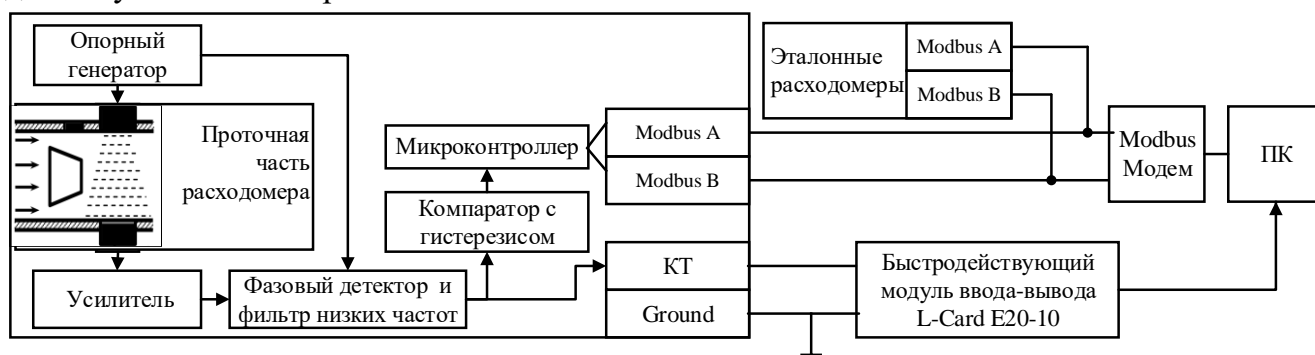 Опорный
генератор
Проточная
часть
расходомера
Усилитель
Фазовый детектор и
фильтр низких частот
Микроконтроллер
Компаратор с
гистерезисом
Modbus A
Modbus B
КТ
Ground
Эталонные
расходомеры
Modbus A
Modbus B
Modbus
Модем
ПК
Быстродействующий
модуль ввода-вывода
L-Card E20-10